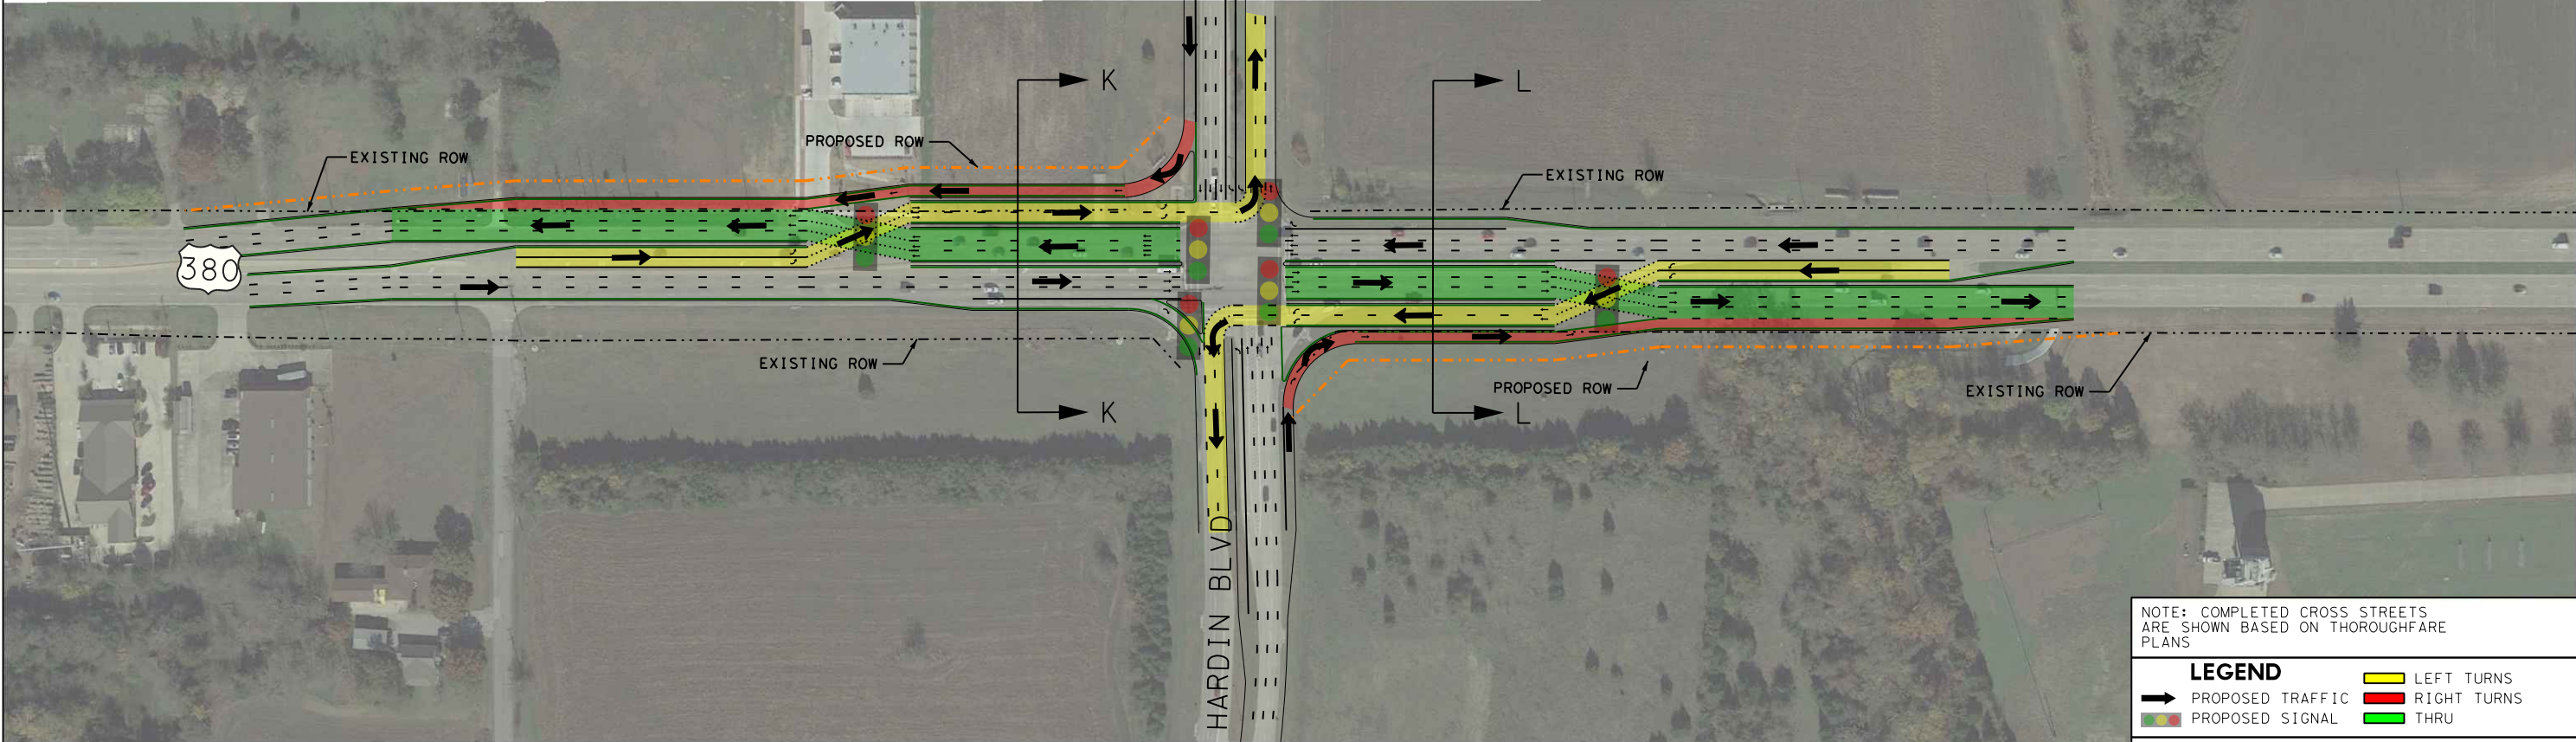 K
L
PROPOSED ROW
EXISTING ROW
EXISTING ROW
380
EXISTING ROW
PROPOSED ROW
EXISTING ROW
K
L
HARDIN BLVD
NOTE: COMPLETED CROSS STREETS
ARE SHOWN BASED ON THOROUGHFARE
PLANS
LEGEND
PROPOSED TRAFFIC
PROPOSED SIGNAL
LEFT TURNS
RIGHT TURNS
THRU